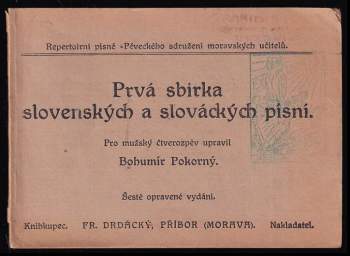 Repertoirní písně »Pěveckého sdružení moravských učitelů.
Prvá sbírka
slovenských a slováckých písní.
Pro mužský čtverozpěv upravil
Bohumír Pokorný.
Šesté opravené vydání.
Knihkupec. FR. DRDÁCKÝ, PŘÍBOR (MORAVA). Nakladatel.